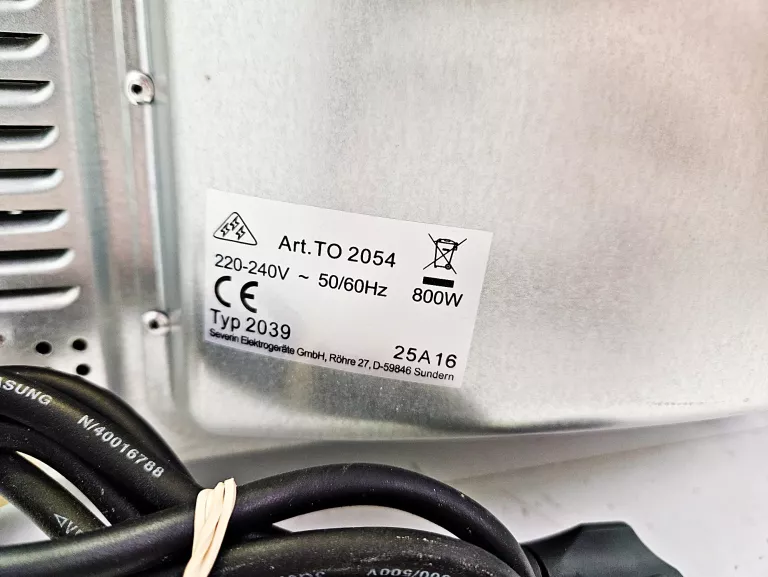 Art.TO 2054
220-240V ~ 50/60Hz
800W
CE
Typ 2039
25A16
Severin Elektrogeräte GmbH, Röhre 27, D-59846 Sundern
N/40016788